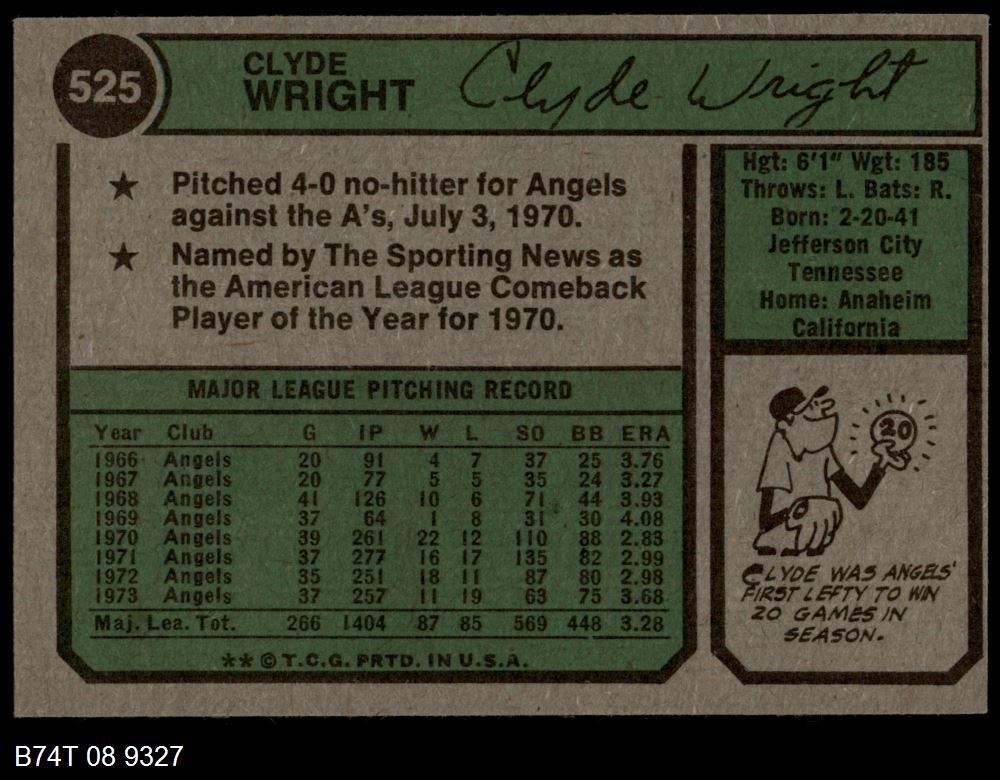 525
CLYDE
WRIGHT
Clyde Wright
★ Pitched 4-0 no-hitter for Angels
against the A's, July 3, 1970.
★ Named by The Sporting News as
the American League Comeback
Player of the Year for 1970.
Hgt: 6'1" Wgt: 185
Throws: L. Bats: R.
Born: 2-20-41
Jefferson City
Tennessee
Home: Anaheim
California
MAJOR LEAGUE PITCHING RECORD
Year Club G IP W L SO BB ERA
1966 Angels 20 91 4 7 37 25 3.76
1967 Angels 20 77 5 5 35 24 3.27
1968 Angels 41 126 10 6 71 44 3.93
1969 Angels 37 64 1 8 31 30 4.08
1970 Angels 39 261 22 12 110 88 2.83
1971 Angels 37 277 16 17 135 82 2.99
1972 Angels 35 251 18 11 87 80 2.98
1973 Angels 37 257 11 19 63 75 3.68
Maj. Lea. Tot. 266 1404 87 85 569 448 3.28
** © T.C.G. PRTD. IN U.S.A.
20
CLYDE WAS ANGELS'
FIRST LEFTY TO WIN
20 GAMES IN
SEASON.
B74T 08 9327